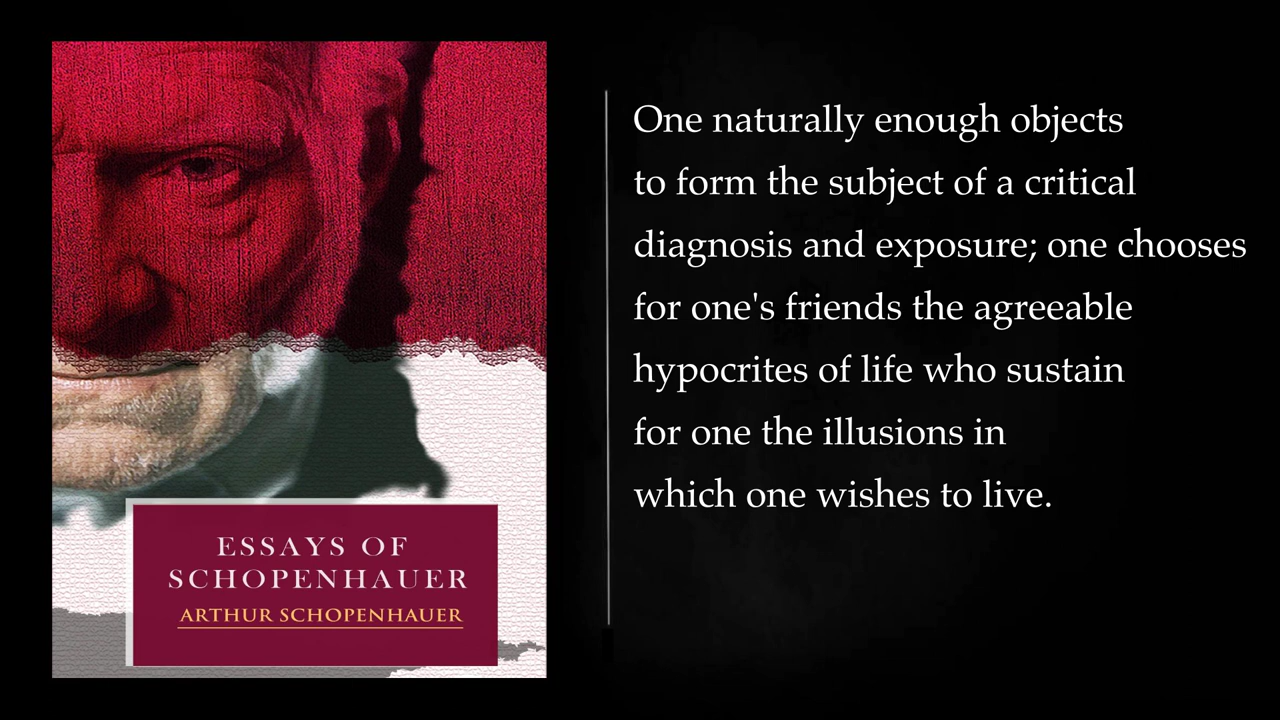 ESSAYS OF
SCHOPENHAUER
ARTHUR SCHOPENHAUER
One naturally enough objects
to form the subject of a critical
diagnosis and exposure; one chooses
for one's friends the agreeable
hypocrites of life who sustain
for one the illusions in
which one wishes to live.